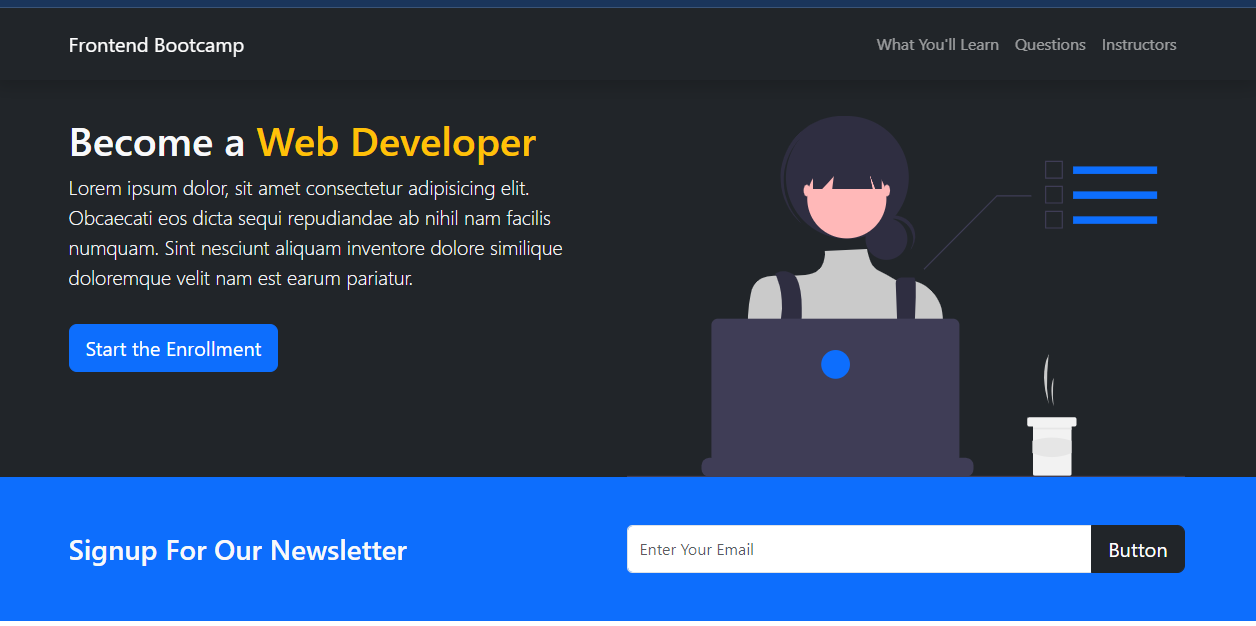 Frontend Bootcamp
What You'll Learn Questions Instructors
Become a Web Developer
Lorem ipsum dolor, sit amet consectetur adipisicing elit.
Obcaecati eos dicta sequi repudiandae ab nihil nam facilis
numquam. Sint nesciunt aliquam inventore dolore similique
doloremque velit nam est earum pariatur.
Start the Enrollment
Signup For Our Newsletter
Enter Your Email
Button